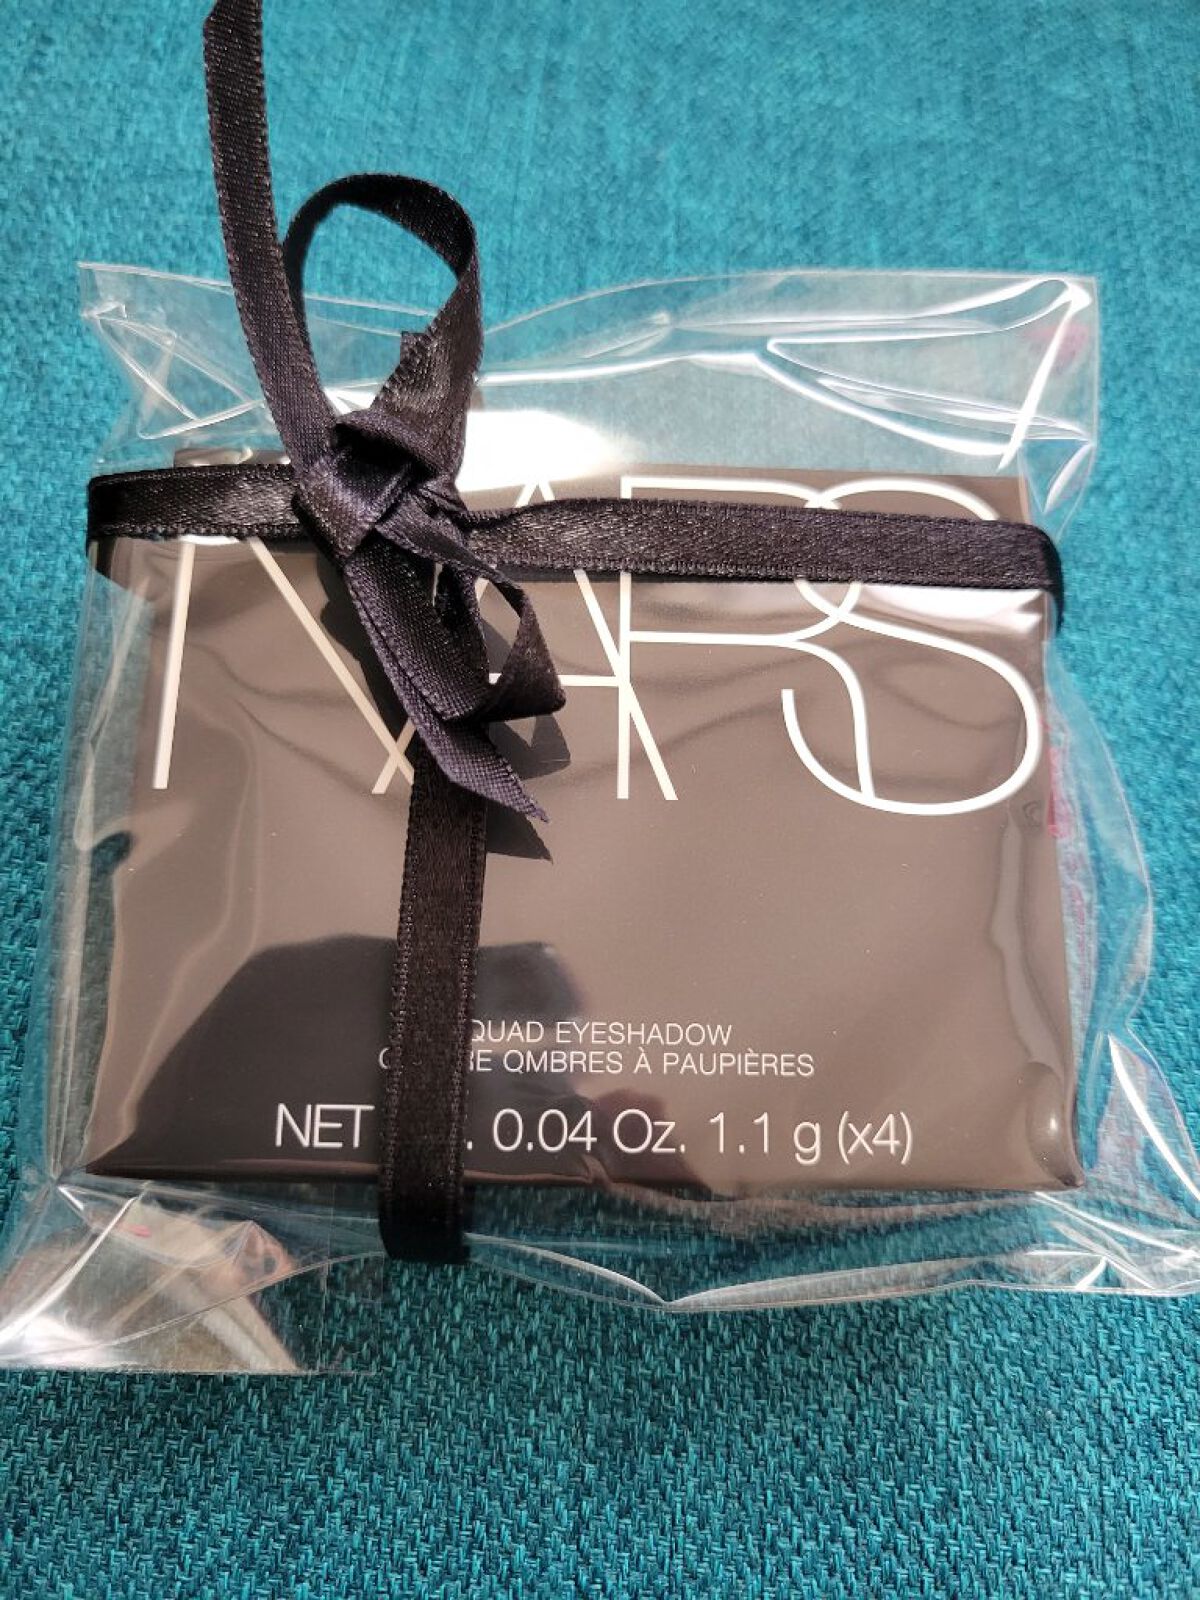 NARS
QUAD EYESHADOW
QMBRES À PAUPIÈRES
NET 0.04 Oz. 1.1 g (x4)